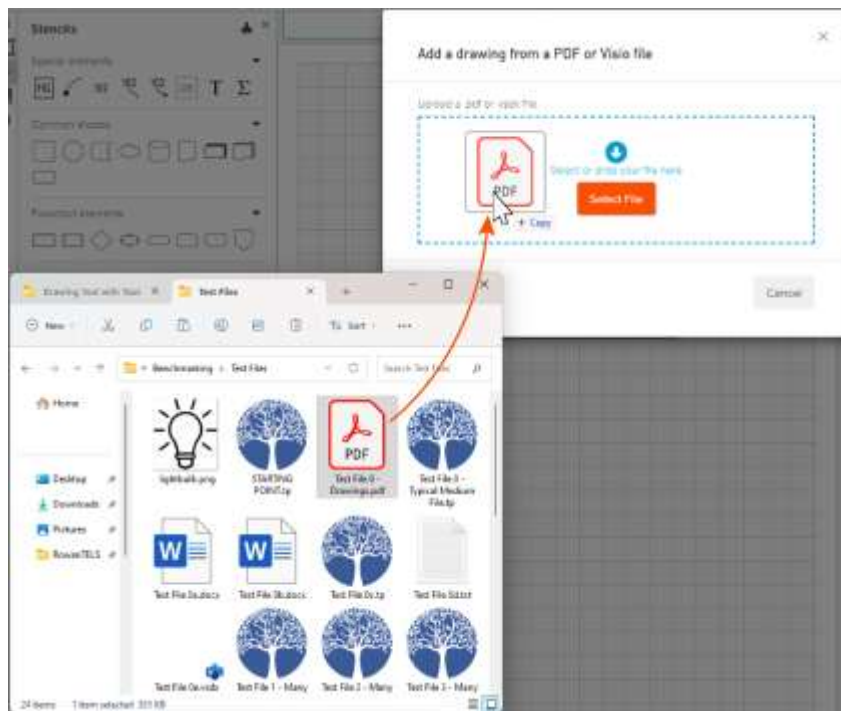 Stencils
Special elements
T Σ
Common shapes
Flowchart elements
Add a drawing from a PDF or Visio file
Upload a .pdf or .vsdx file
PDF
Select or drop your file here
Select File
+ Copy
Cancel
Test Files
New
Sort
Benchmarking > Test Files
Search Test Files
Home
Desktop
Downloads
Pictures
RowanTELS
PDF
lightbulb.png
STARTING
POINT.tp
Test File 0 -
Drawings.pdf
Test File 0 -
Typical Medium
File.tp
W
W
Test File 0a.docx
Test File 0b.docx
Test File 0c.tp
Test File 0d.txt
Test File 0e.vsdx
Test File 1 - Many
Test File 2 - Many
Test File 3 - Many
24 items
1 item selected